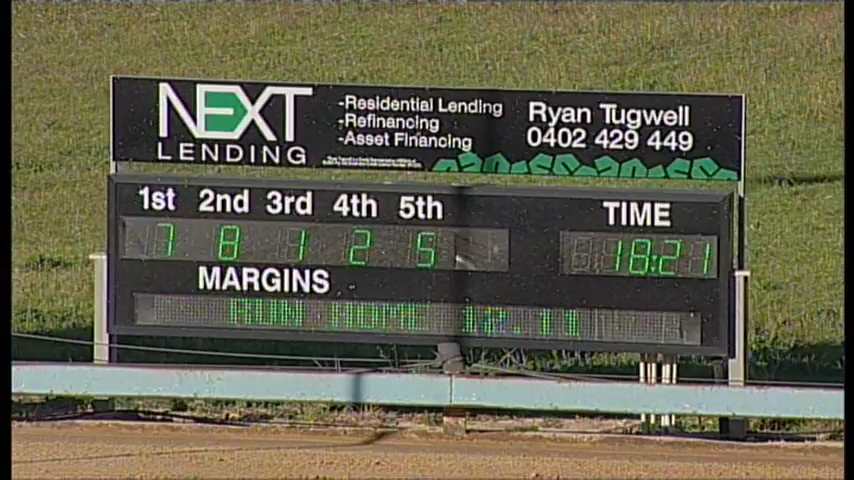 NEXT
LENDING
-Residential Lending
-Refinancing
-Asset Financing
Ryan Tugwell
0402 429 449
1st 2nd 3rd 4th 5th
7 8 1 2 5
TIME
18:21
MARGINS
RUN HOME 12.11